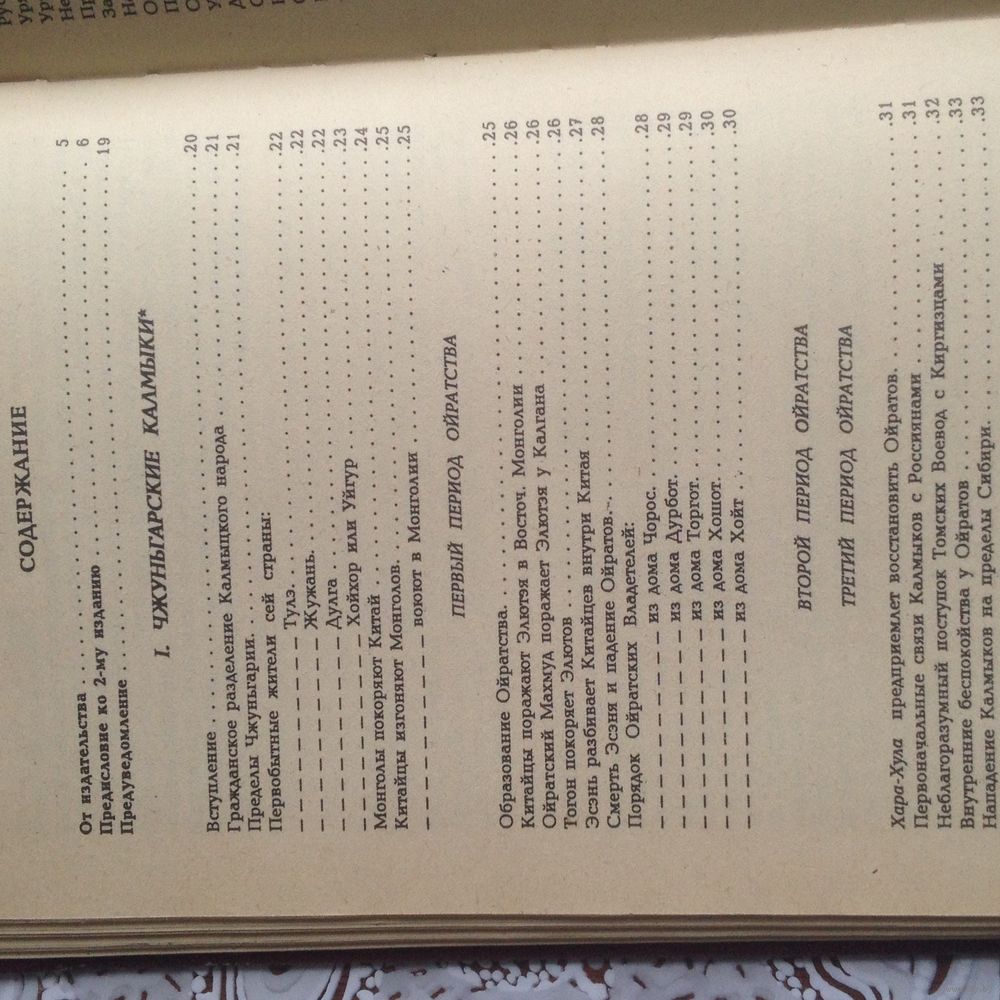 СОДЕРЖАНИЕ
От издательства . . . . . . . . . . 5
Предисловие ко 2-му изданию . . . . . . . . . . 6
Предуведомление . . . . . . . . . . 19
I. ЧЖУНЬГАРСКИЕ КАЛМЫКИ*
Вступление . . . . . . . . . . .20
Гражданское разделение Калмыцкого народа . . . . . . . . . . .21
Пределы Чжуньгарии. . . . . . . . . . .21
Первобытные жители сей страны:
— — — — — — — Тулэ. . . . . . . . . . .22
— — — — — — — Жужань. . . . . . . . . . .22
— — — — — — — Дулга . . . . . . . . . . .23
— — — — — — — Хойхор или Уйгур . . . . . . . . . . .24
Монголы покоряют Китай . . . . . . . . . . .25
Китайцы изгоняют Монголов. . . . . . . . . . .25
— — — — — — — воюют в Монголии
ПЕРВЫЙ ПЕРИОД ОЙРАТСТВА
Образование Ойратства. . . . . . . . . . .25
Китайцы поражают Элютэя в Восточ. Монголии . . . . . . . . . . .26
Ойратский Махмуд поражает Элютэя у Калгана . . . . . . . . . . .26
Тогон покоряет Элютов . . . . . . . . . . .26
Эсэнь разбивает Китайцев внутри Китая . . . . . . . . . . .27
Смерть Эсэня и падение Ойратов. . . . . . . . . . .28
Порядок Ойратских Владетелей:
— — — — — — — из дома Чорос. . . . . . . . . . .28
— — — — — — — из дома Дурбот. . . . . . . . . . .29
— — — — — — — из дома Торгот. . . . . . . . . . .29
— — — — — — — из дома Хошот. . . . . . . . . . .30
— — — — — — — из дома Хойт . . . . . . . . . . .30
ВТОРОЙ ПЕРИОД ОЙРАТСТВА
ТРЕТИЙ ПЕРИОД ОЙРАТСТВА
Хара-Хула предприемлет восстановить Ойратов. . . . . . . . . . .31
Первоначальные связи Калмыков с Россиянами . . . . . . . . . . .31
Неблагоразумный поступок Томских Воевод с Киргизцами . . . . . . . . . . .32
Внутренние беспокойства у Ойратов . . . . . . . . . . .33
Нападение Калмыков на пределы Сибири. . . . . . . . . . .33